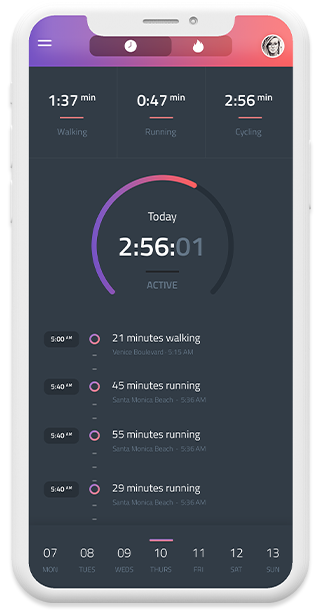 1:37 min 0:47 min 2:56 min
Walking Running Cycling
Today
2:56:01
ACTIVE
5:00 AM 21 minutes walking
Venice Boulevard · 5:15 AM
5:40 AM 45 minutes running
Santa Monica Beach - 5:36 AM
5:40 AM 55 minutes running
Santa Monica Beach - 5:36 AM
5:40 AM 29 minutes running
Santa Monica Beach - 5:36 AM
07 08 09 10 11 12 13
MON TUES WEDS THURS FRI SAT SUN